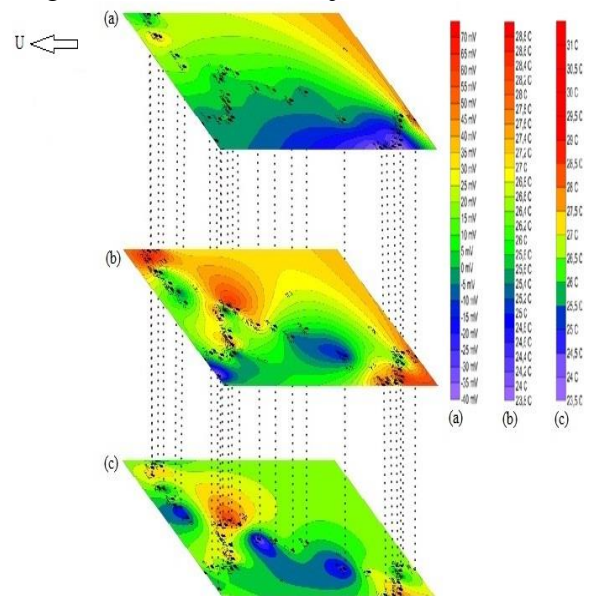 (a)
U
(b)
(c)
70 mV
65 mV
60 mV
55 mV
50 mV
45 mV
40 mV
35 mV
30 mV
25 mV
20 mV
15 mV
10 mV
5 mV
0 mV
-5 mV
-10 mV
-15 mV
-20 mV
-25 mV
-30 mV
-35 mV
-40 mV
(a)
28,8 C
28,6 C
28,4 C
28,2 C
28 C
27,8 C
27,6 C
27,4 C
27,2 C
27 C
26,8 C
26,6 C
26,4 C
26,2 C
26 C
25,8 C
25,6 C
25,4 C
25,2 C
25 C
24,8 C
24,6 C
24,4 C
24,2 C
24 C
23,8 C
(b)
31 C
30,5 C
30 C
29,5 C
29 C
28,5 C
28 C
27,5 C
27 C
26,5 C
26 C
25,5 C
25 C
24,5 C
24 C
23,5 C
(c)